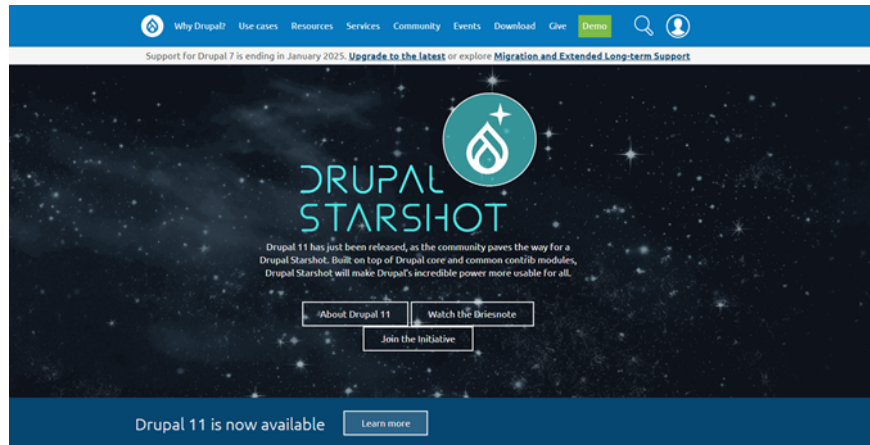 Why Drupal? Use cases Resources Services Community Events Download Give Demo
Support for Drupal 7 is ending in January 2025. Upgrade to the latest or explore Migration and Extended Long-term Support
DRUPAL
STARSHOT
Drupal 11 has just been released, as the community paves the way for a
Drupal Starshot. Built on top of Drupal core and common contrib modules,
Drupal Starshot will make Drupal's incredible power more usable for all.
About Drupal 11 Watch the Driesnote
Join the Initiative
Drupal 11 is now available Learn more